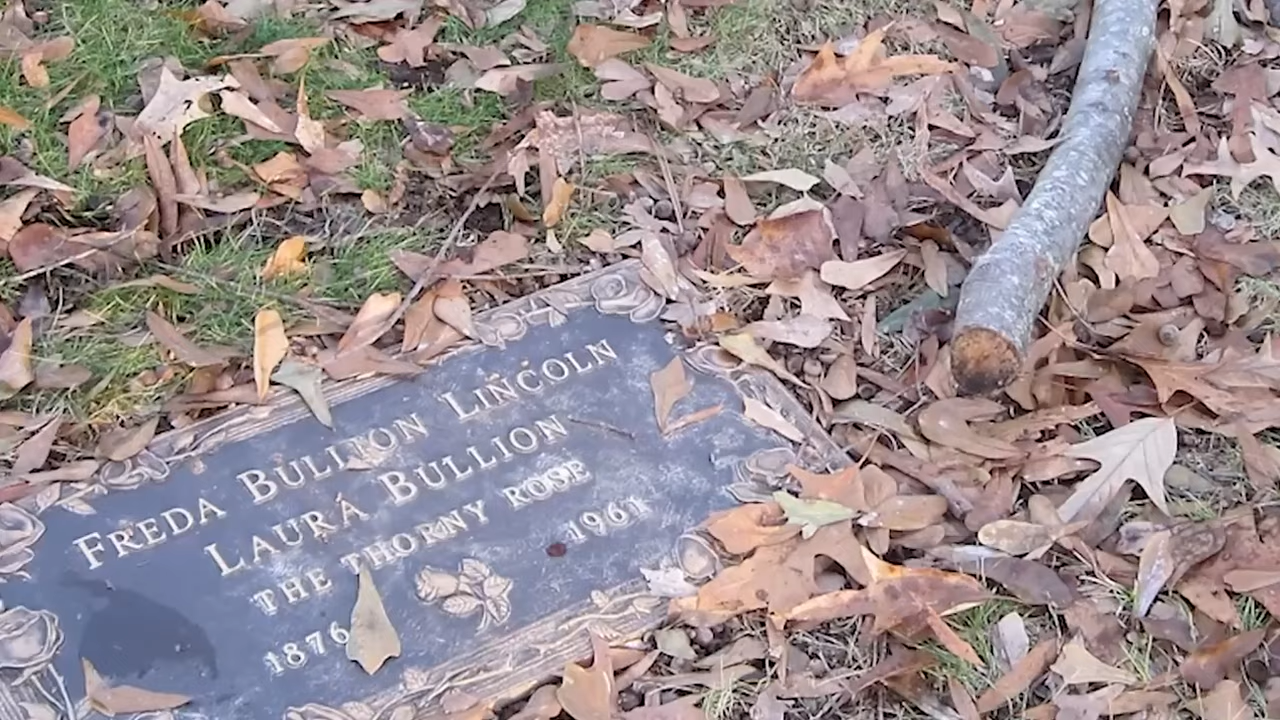 FREDA BULLION LINCOLN
LAURA BULLION
THE THORNY ROSE
1876 1961